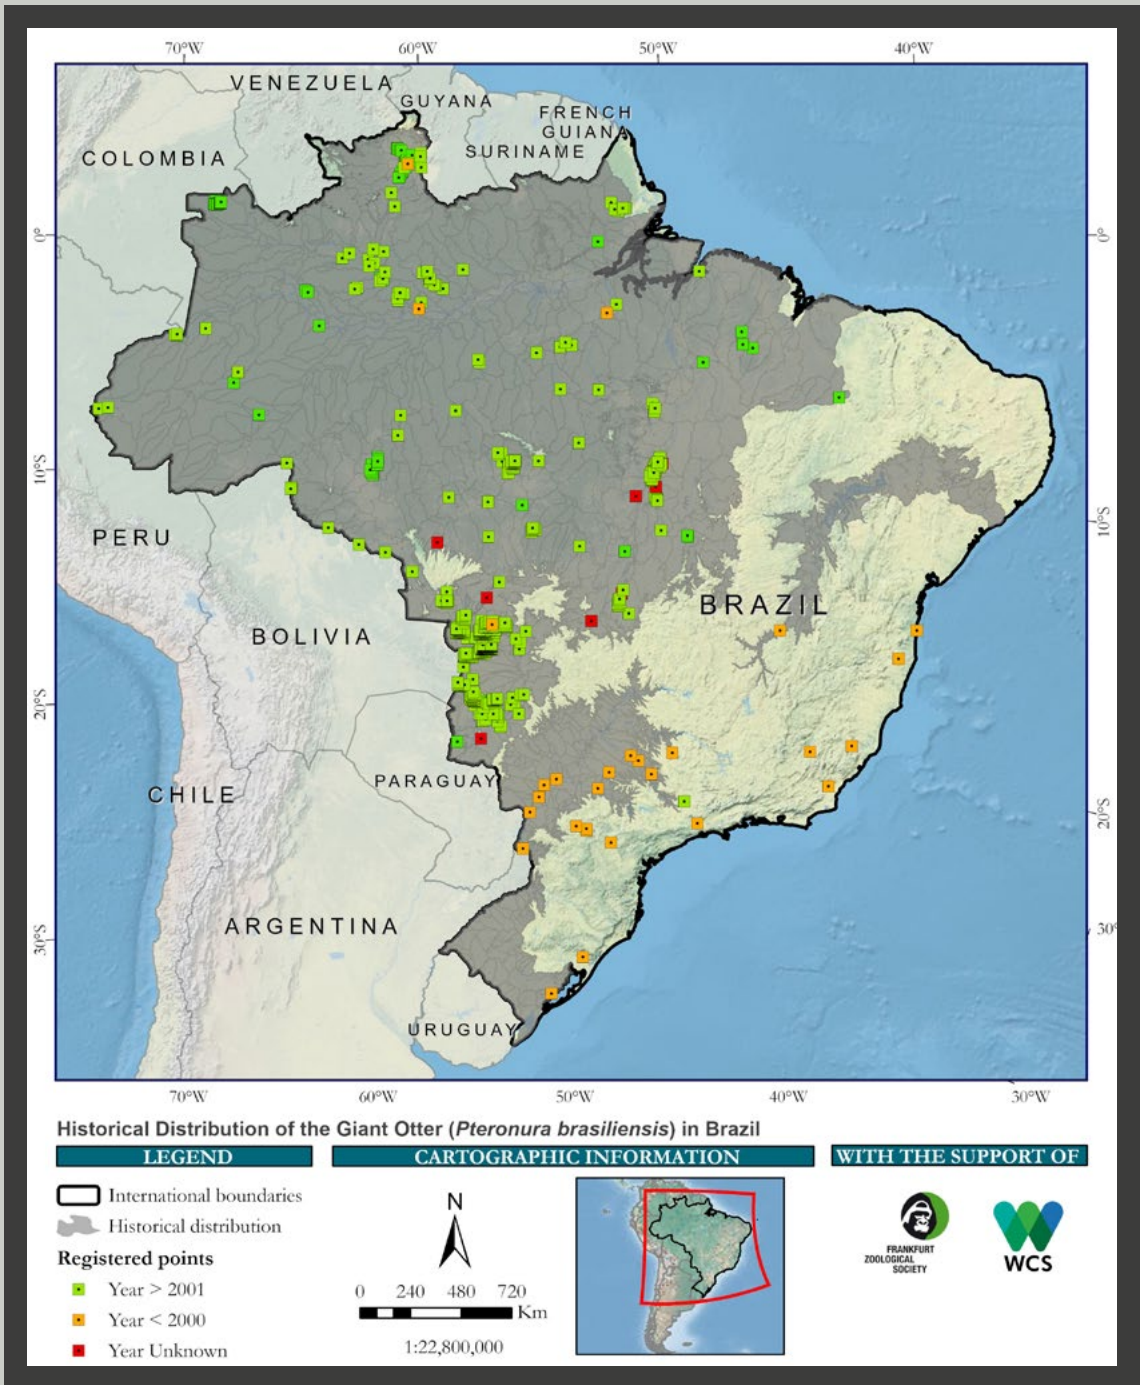 70°W 60°W 50°W 40°W
VENEZUELA
GUYANA
FRENCH
GUIANA
SURINAME
COLOMBIA
0° 0°
10°S
10°S
PERU
BRAZIL
BOLIVIA
20°S
PARAGUAY
CHILE
20°S
ARGENTINA
30°S 30°
URUGUAY
70°W 60°W 50°W 40°W 30°W
Historical Distribution of the Giant Otter (Pteronura brasiliensis) in Brazil
LEGEND
International boundaries
Historical distribution
Registered points
Year > 2001
Year < 2000
Year Unknown
CARTOGRAPHIC INFORMATION
N
0 240 480 720
Km
1:22,800,000
WITH THE SUPPORT OF
FRANKFURT
ZOOLOGICAL
SOCIETY
WCS